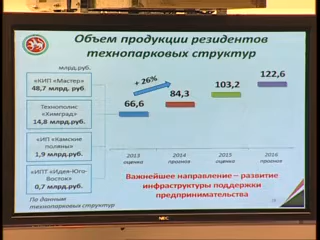 Объем продукции резидентов
технопарковых структур
млрд.руб.
«КИП «Мастер»
48,7 млрд.руб.
Технополис
«Химград»
14,8 млрд.руб.
«ИП «Камские
поляны»
1,9 млрд.руб.
«ИПТ «Идея-Юго-
Восток»
0,7 млрд.руб.
По данным
технопарковых структур
+ 26%
66,6
84,3
103,2
122,6
2013
оценка
2014
прогноз
2015
прогноз
2016
прогноз
Важнейшее направление – развитие
инфраструктуры поддержки
предпринимательства
NEC